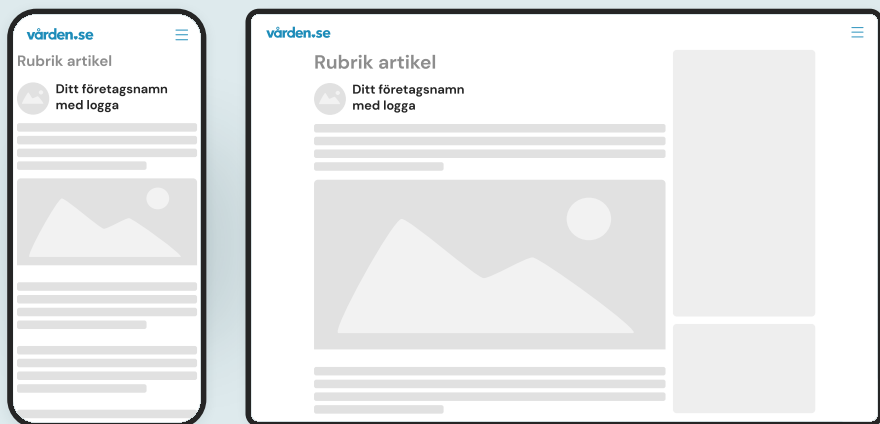 vården.se
Rubrik artikel
Ditt företagsnamn
med logga
vården.se
Rubrik artikel
Ditt företagsnamn
med logga